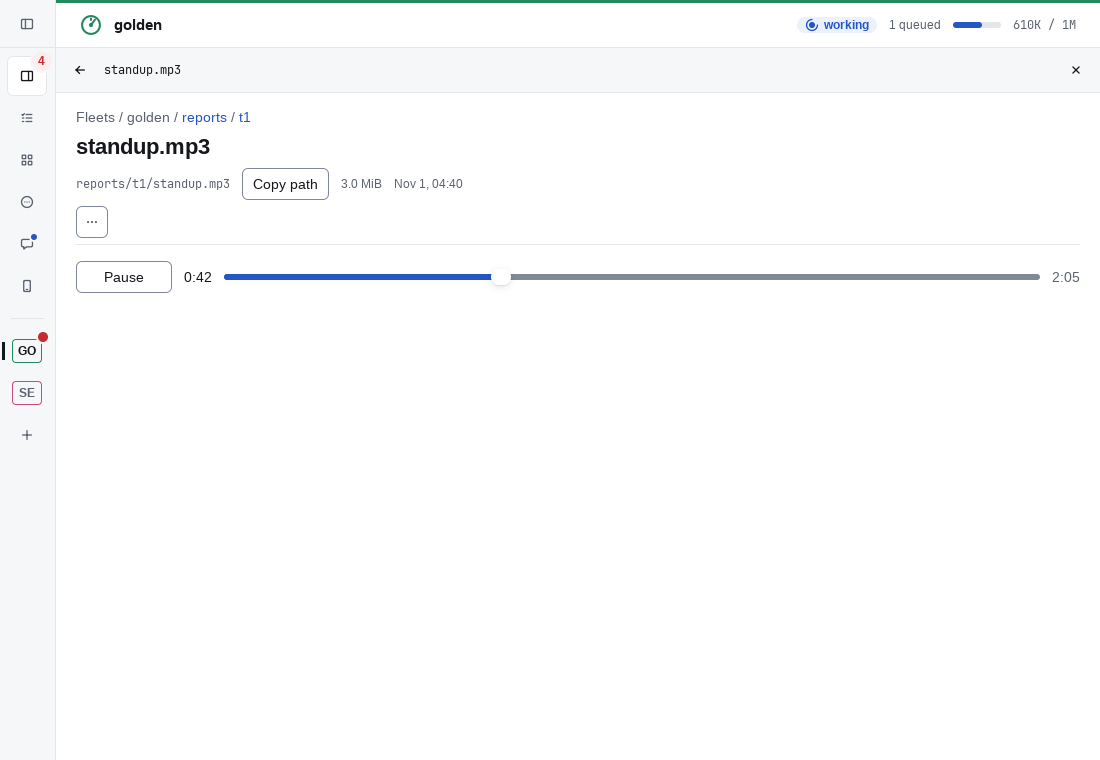 golden
working
1 queued
610K / 1M
4
standup.mp3
Fleets / golden / reports / t1
standup.mp3
reports/t1/standup.mp3
Copy path
3.0 MiB
Nov 1, 04:40
Pause
0:42
2:05
GO
SE